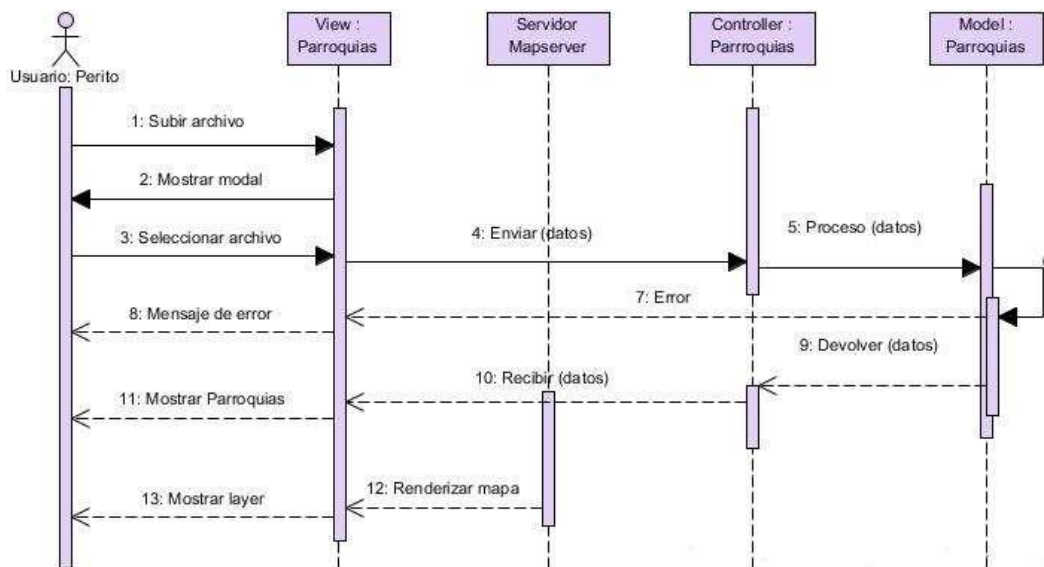 View :
Parroquias
Servidor
Mapserver
Controller :
Parrroquias
Model :
Parroquias
Usuario: Perito
1: Subir archivo
2: Mostrar modal
3: Seleccionar archivo
4: Enviar (datos)
5: Proceso (datos)
7: Error
8: Mensaje de error
9: Devolver (datos)
10: Recibir (datos)
11: Mostrar Parroquias
12: Renderizar mapa
13: Mostrar layer